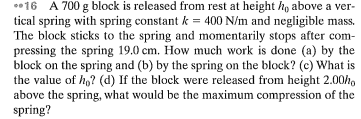 ••16 A 700 g block is released from rest at height h₀ above a ver-
tical spring with spring constant k = 400 N/m and negligible mass.
The block sticks to the spring and momentarily stops after com-
pressing the spring 19.0 cm. How much work is done (a) by the
block on the spring and (b) by the spring on the block? (c) What is
the value of h₀? (d) If the block were released from height 2.00h₀
above the spring, what would be the maximum compression of the
spring?